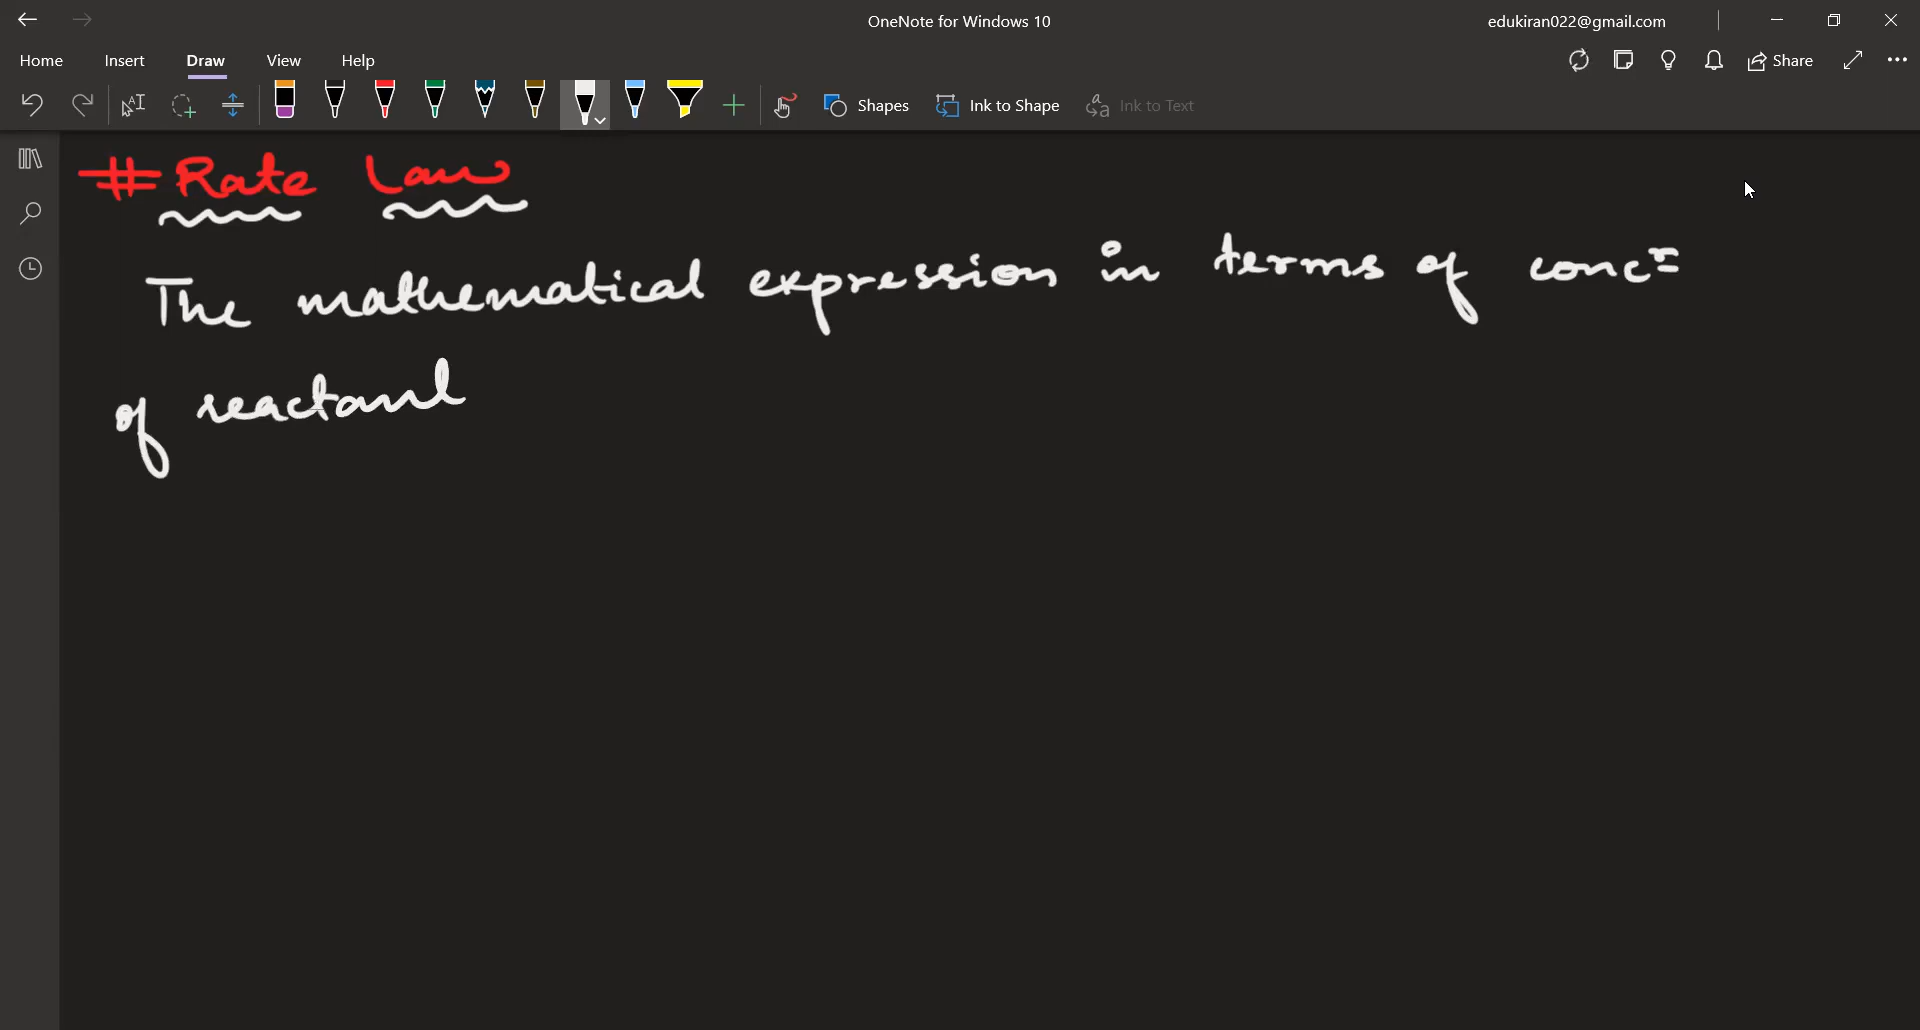 OneNote for Windows 10
edukiran022@gmail.com
Home Insert Draw View Help
Share
Shapes Ink to Shape Ink to Text
# Rate Law
The mathematical expression in terms of conc=
of reactant